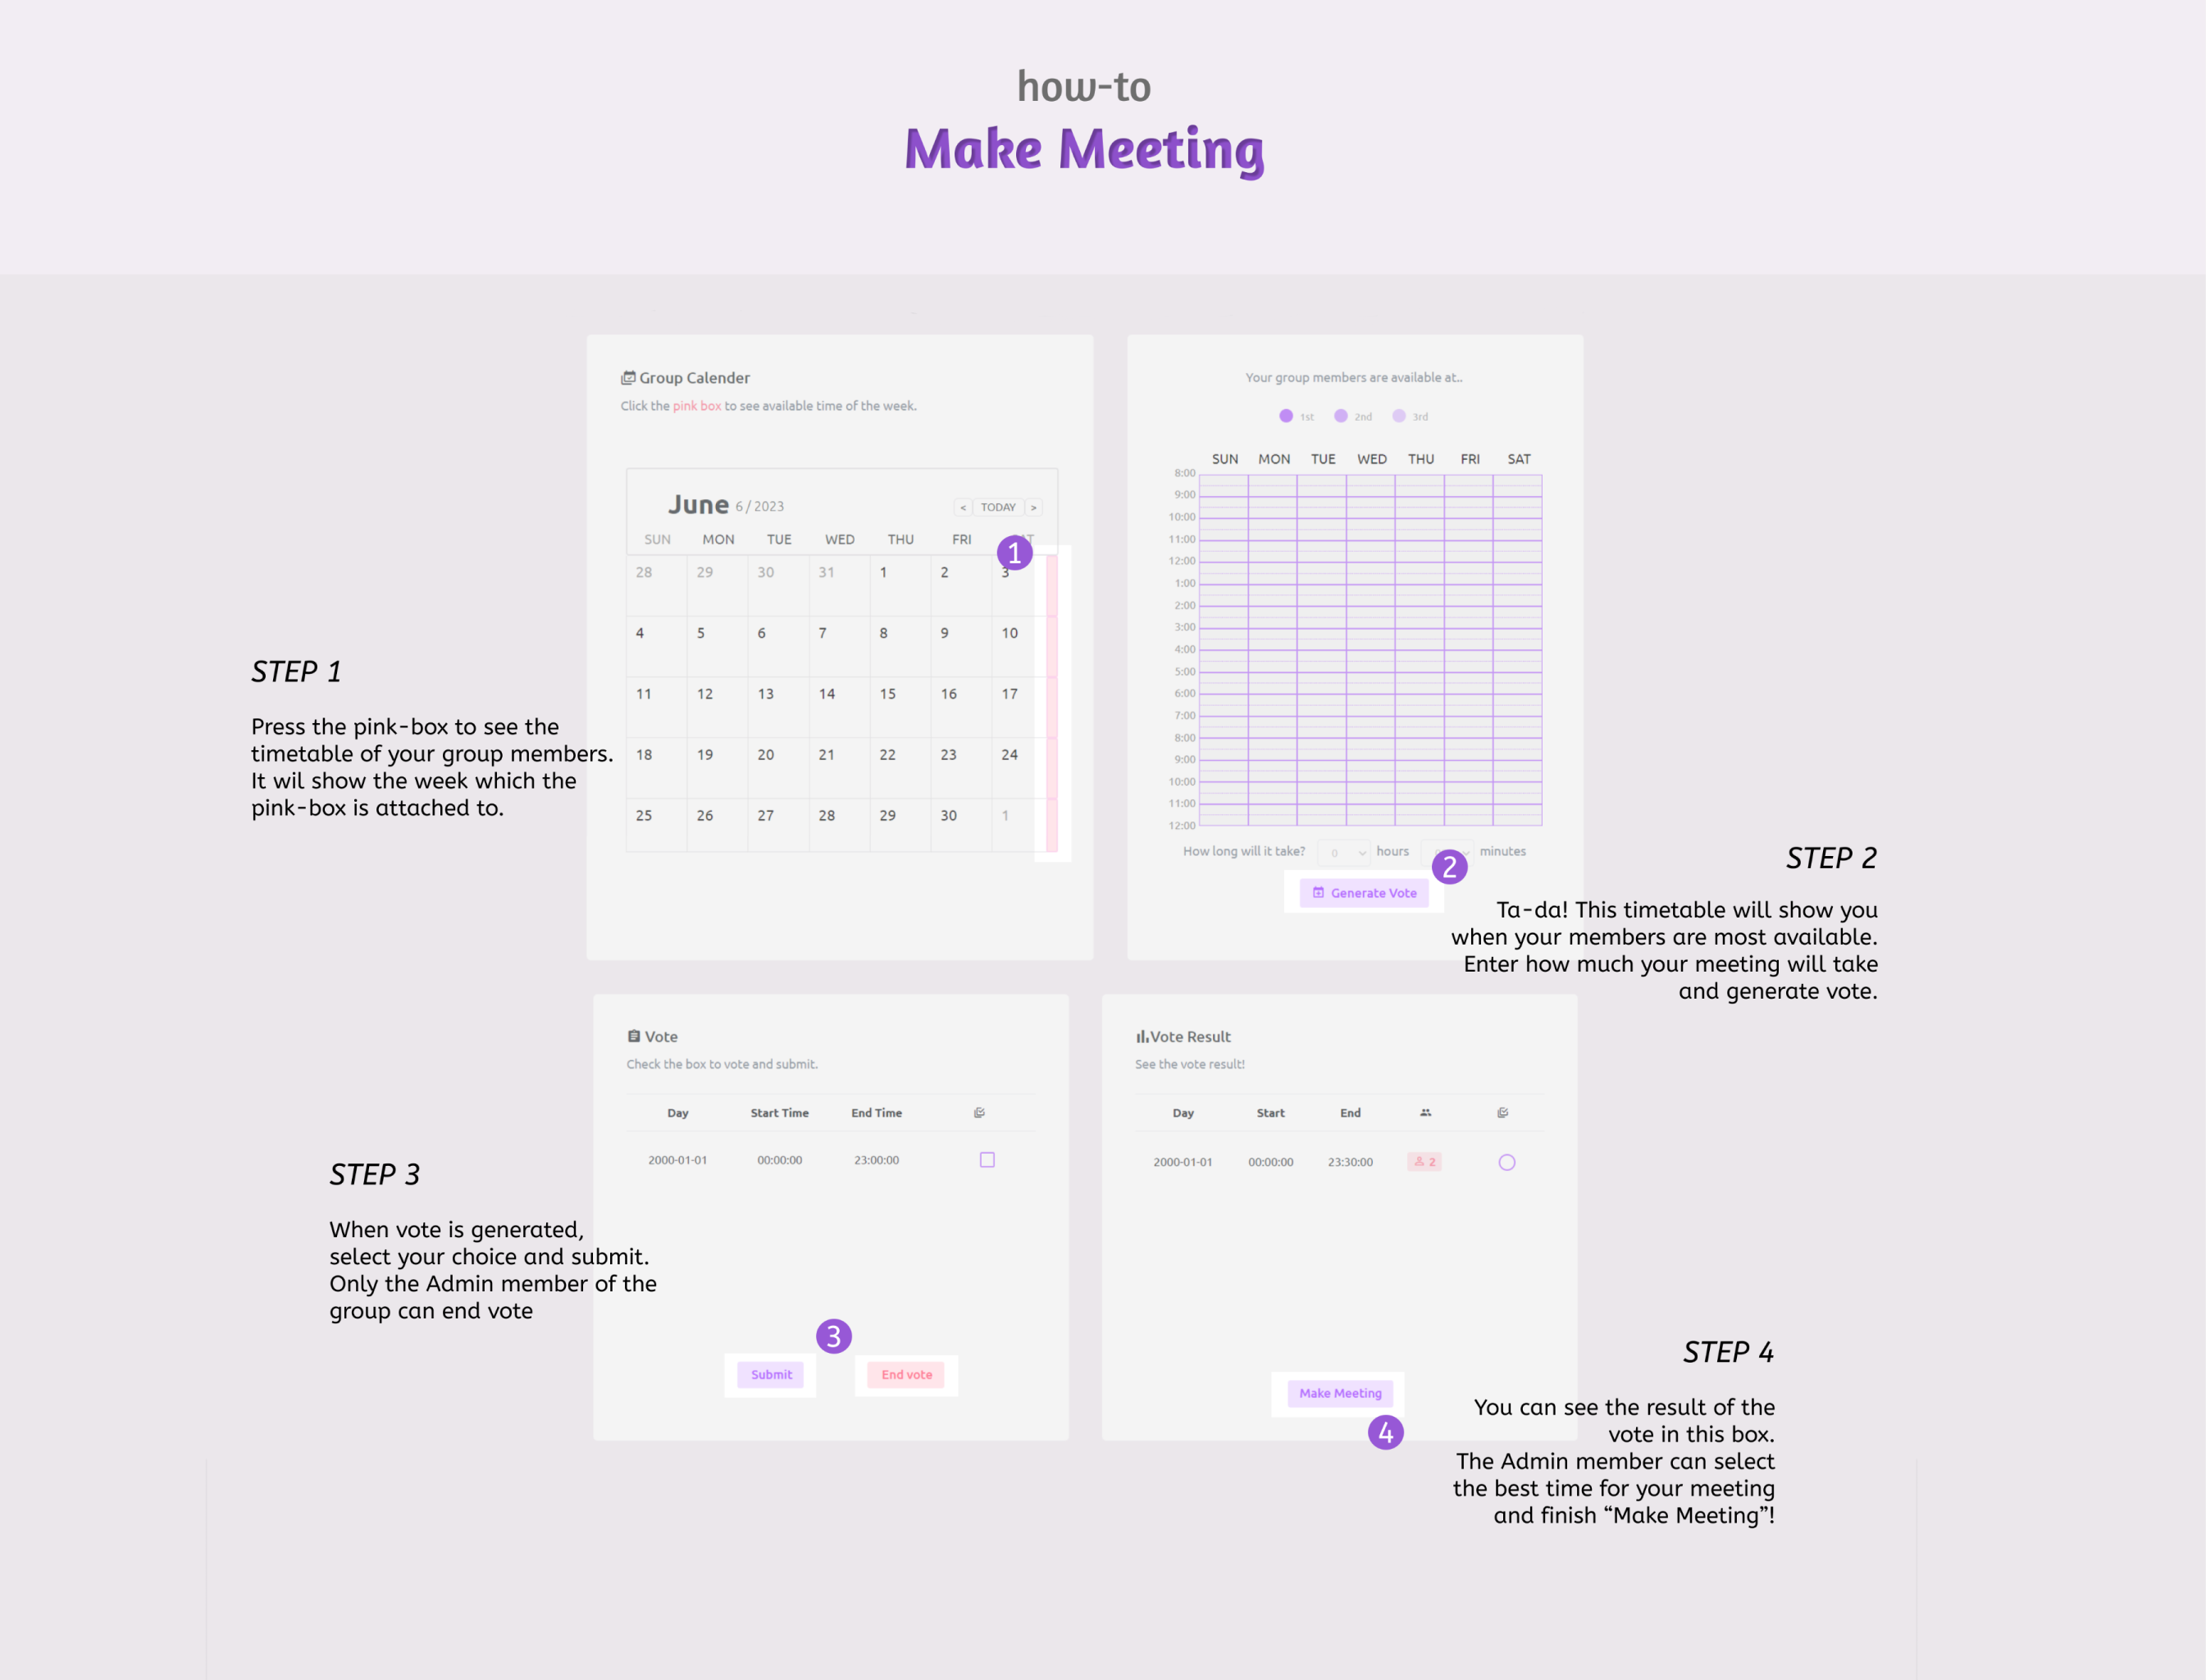 how-to
Make Meeting
Group Calender
Click the pink box to see available time of the week.
June 6 / 2023
< TODAY >
SUN MON TUE WED THU FRI
1
28 29 30 31 1 2 3
4 5 6 7 8 9 10
11 12 13 14 15 16 17
18 19 20 21 22 23 24
25 26 27 28 29 30 1
STEP 1
Press the pink-box to see the
timetable of your group members.
It wil show the week which the
pink-box is attached to.
Your group members are available at..
1st 2nd 3rd
SUN MON TUE WED THU FRI SAT
8:00
9:00
10:00
11:00
12:00
1:00
2:00
3:00
4:00
5:00
6:00
7:00
8:00
9:00
10:00
11:00
12:00
How long will it take? 0 hours minutes
2
Generate Vote
STEP 2
Ta-da! This timetable will show you
when your members are most available.
Enter how much your meeting will take
and generate vote.
Vote
Check the box to vote and submit.
Day Start Time End Time
2000-01-01 00:00:00 23:00:00
3
Submit End vote
STEP 3
When vote is generated,
select your choice and submit.
Only the Admin member of the
group can end vote
Vote Result
See the vote result!
Day Start End
2000-01-01 00:00:00 23:30:00 2
Make Meeting
4
STEP 4
You can see the result of the
vote in this box.
The Admin member can select
the best time for your meeting
and finish “Make Meeting”!